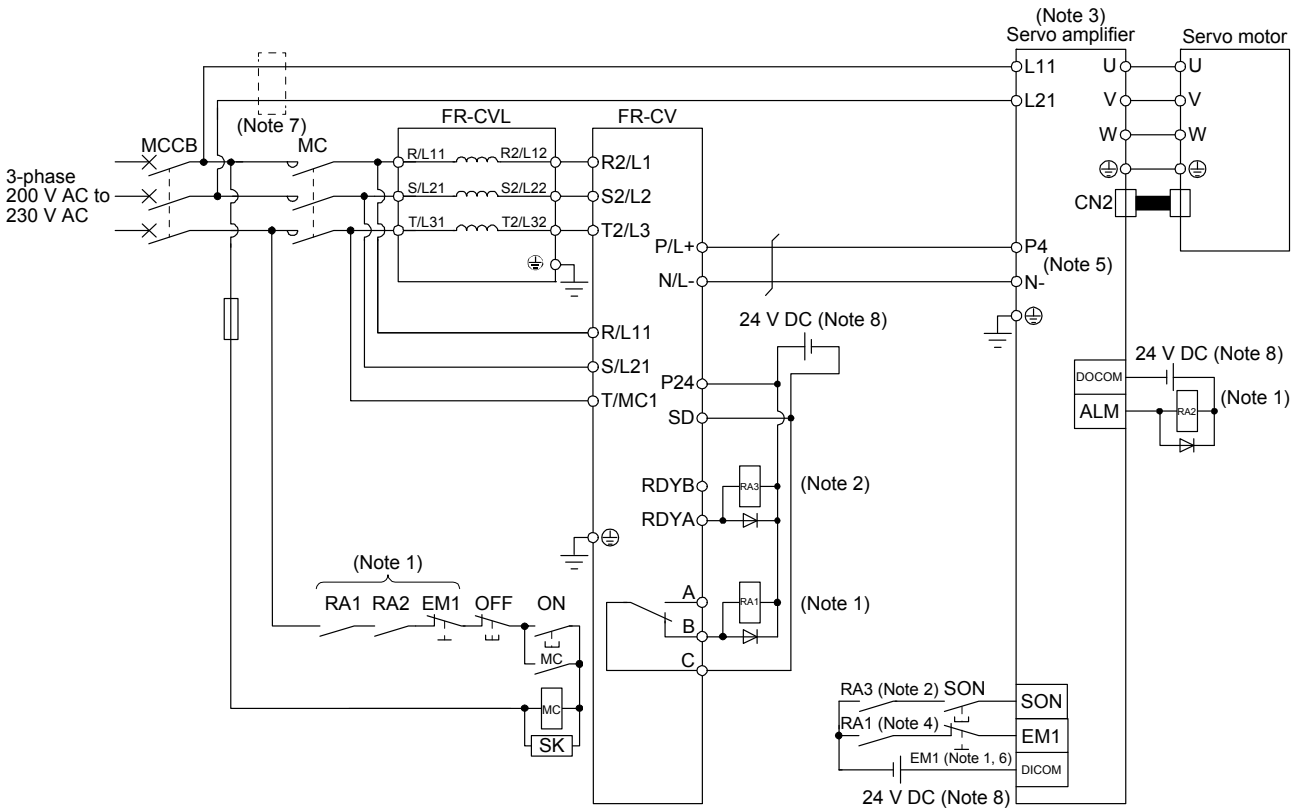 (Note 3)
Servo amplifier
Servo motor
L11
U
U
L21
V
V
(Note 7)
FR-CVL
FR-CV
W
W
MCCB
MC
R/L11
R2/L12
R2/L1
3-phase
200 V AC to
230 V AC
S/L21
S2/L22
S2/L2
CN2
T/L31
T2/L32
T2/L3
P/L+
P4
(Note 5)
N/L-
N-
24 V DC (Note 8)
R/L11
S/L21
P24
24 V DC (Note 8)
DOCOM
T/MC1
SD
ALM
RA2
(Note 1)
RDYB
RA3
(Note 2)
RDYA
(Note 1)
RA1
RA2
EM1
OFF
ON
A
RA1
(Note 1)
B
MC
C
RA3 (Note 2)
SON
SON
MC
RA1 (Note 4)
EM1
SK
EM1 (Note 1, 6)
DICOM
24 V DC (Note 8)